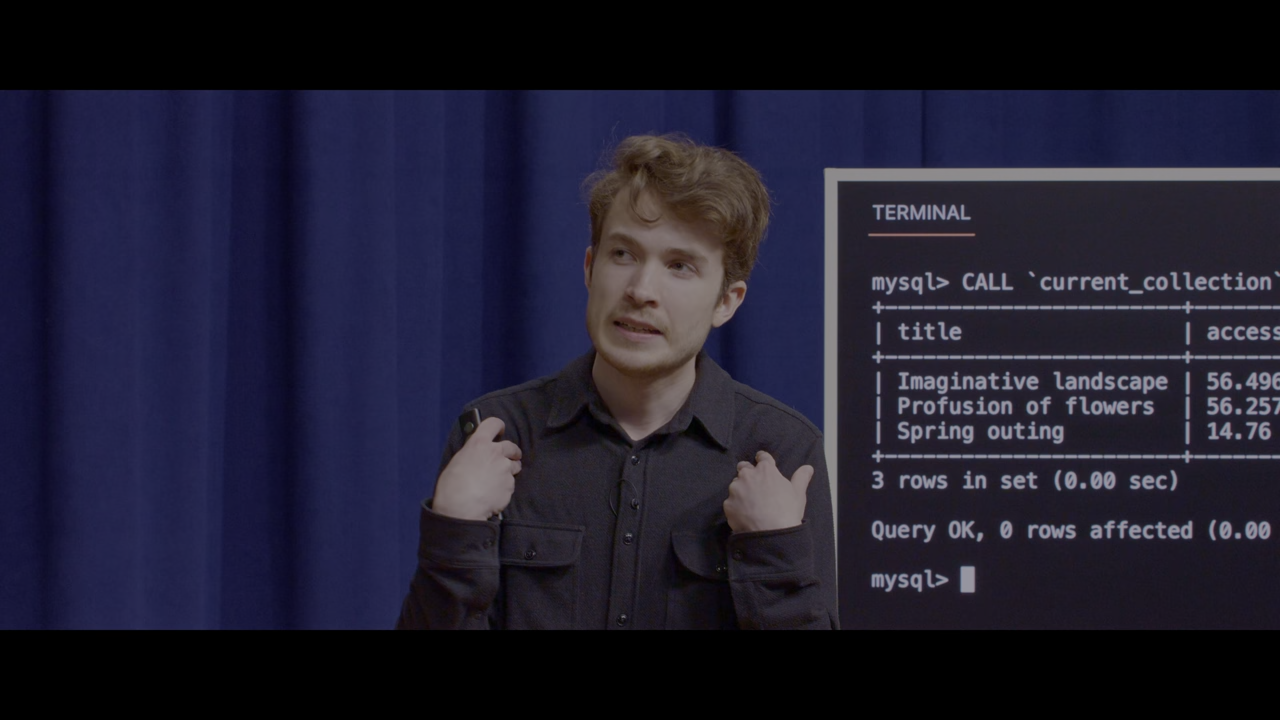 TERMINAL
mysql> CALL `current_collection`
| title | access
| Imaginative landscape | 56.496
| Profusion of flowers | 56.257
| Spring outing | 14.76
3 rows in set (0.00 sec)
Query OK, 0 rows affected (0.00
mysql>